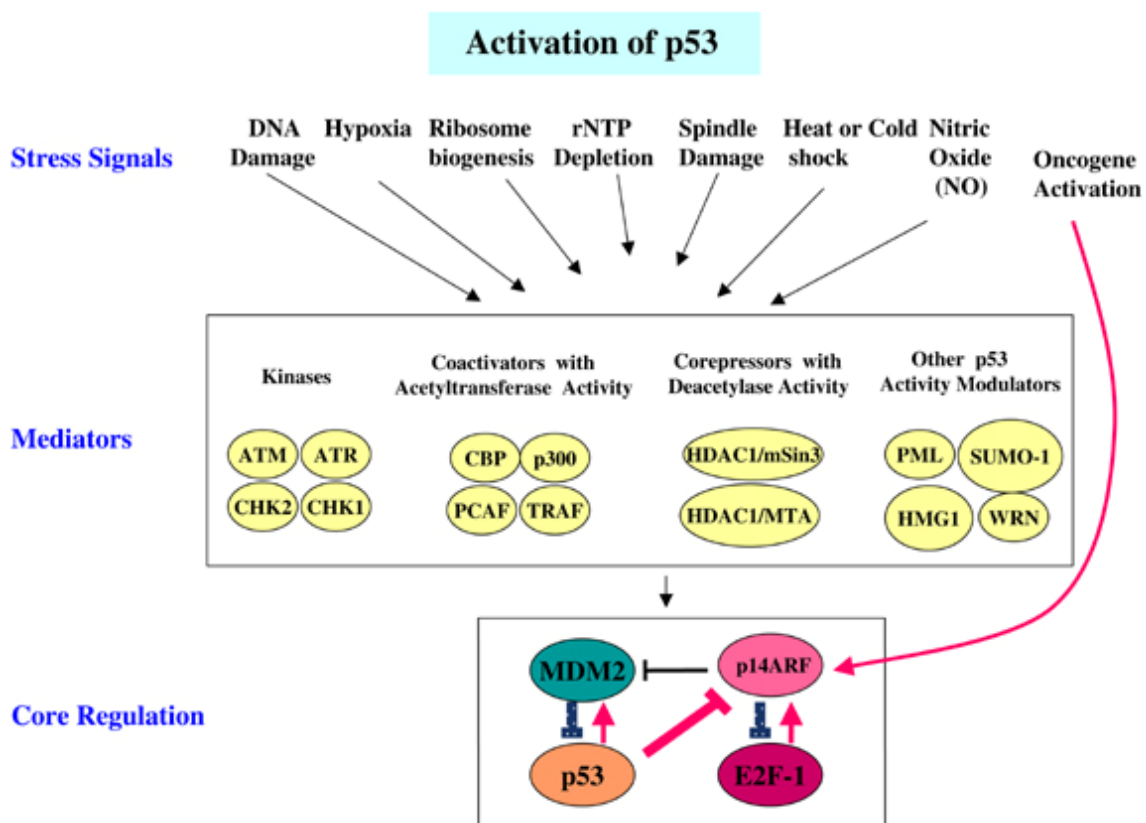 Activation of p53
Stress Signals
DNA
Damage
Hypoxia
Ribosome
biogenesis
rNTP
Depletion
Spindle
Damage
Heat or Cold
shock
Nitric
Oxide
(NO)
Oncogene
Activation
Mediators
Kinases
ATM
ATR
CHK2
CHK1
Coactivators with
Acetyltransferase Activity
CBP
p300
PCAF
TRAF
Corepressors with
Deacetylase Activity
HDAC1/mSin3
HDAC1/MTA
Other p53
Activity Modulators
PML
SUMO-1
HMG1
WRN
Core Regulation
MDM2
p14ARF
p53
E2F-1